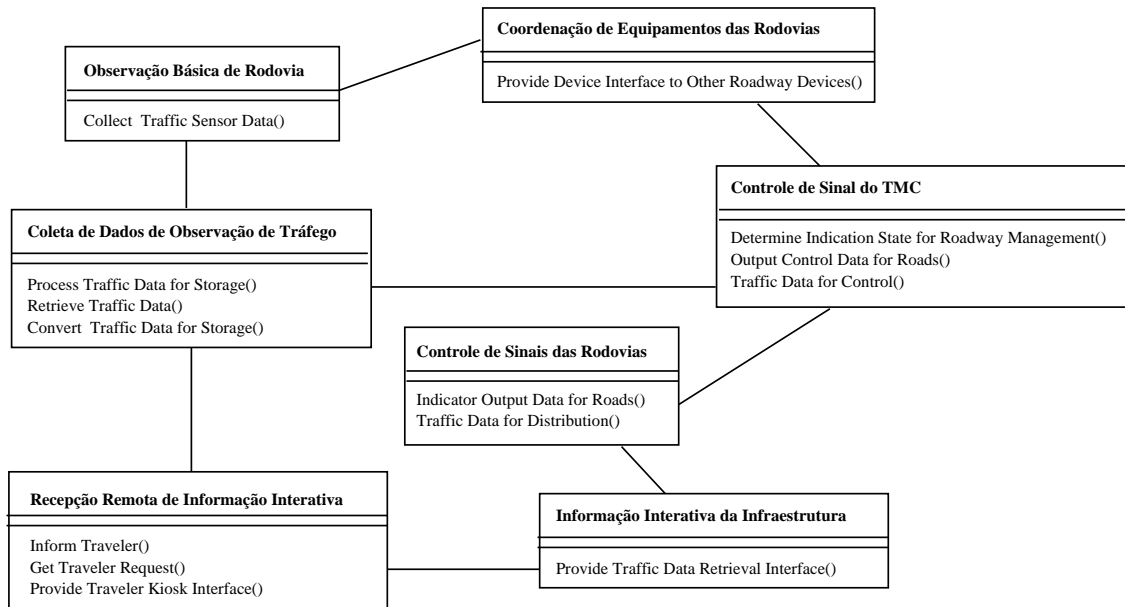 Coordenação de Equipamentos das Rodovias
Provide Device Interface to Other Roadway Devices()
Observação Básica de Rodovia
Collect Traffic Sensor Data()
Controle de Sinal do TMC
Determine Indication State for Roadway Management()
Output Control Data for Roads()
Traffic Data for Control()
Coleta de Dados de Observação de Tráfego
Process Traffic Data for Storage()
Retrieve Traffic Data()
Convert Traffic Data for Storage()
Controle de Sinais das Rodovias
Indicator Output Data for Roads()
Traffic Data for Distribution()
Recepção Remota de Informação Interativa
Inform Traveler()
Get Traveler Request()
Provide Traveler Kiosk Interface()
Informação Interativa da Infraestrutura
Provide Traffic Data Retrieval Interface()